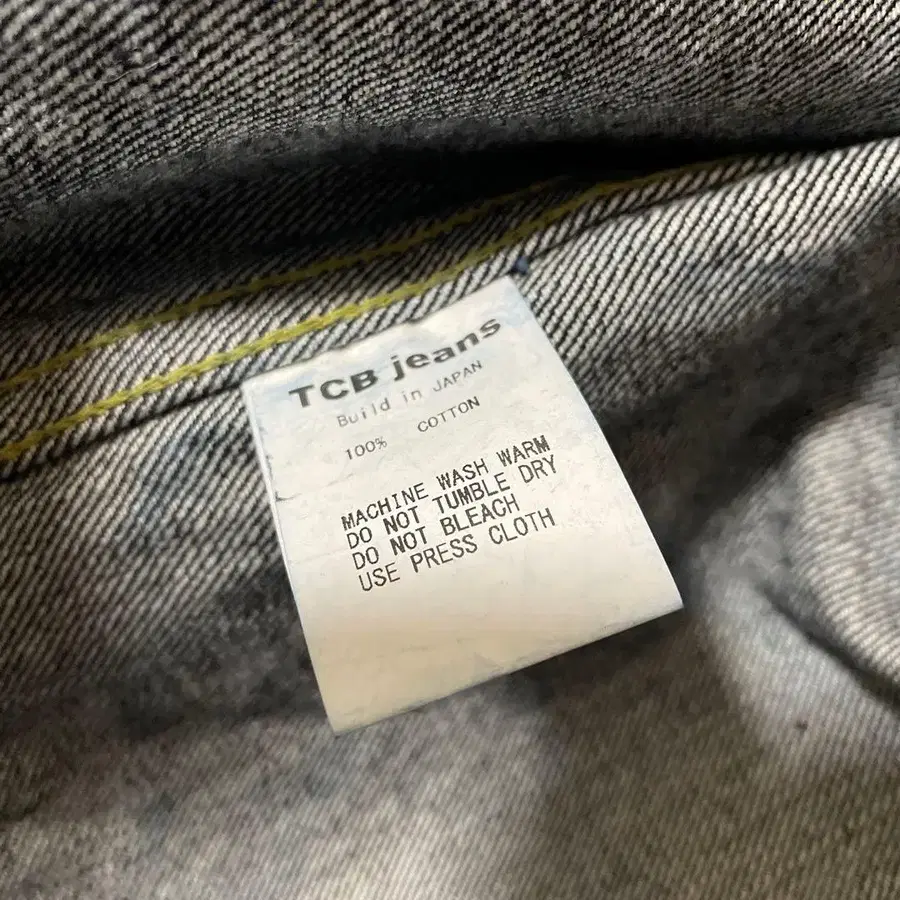 TCB jeans
Build in JAPAN
100% COTTON
MACHINE WASH WARM
DO NOT TUMBLE DRY
DO NOT BLEACH
USE PRESS CLOTH